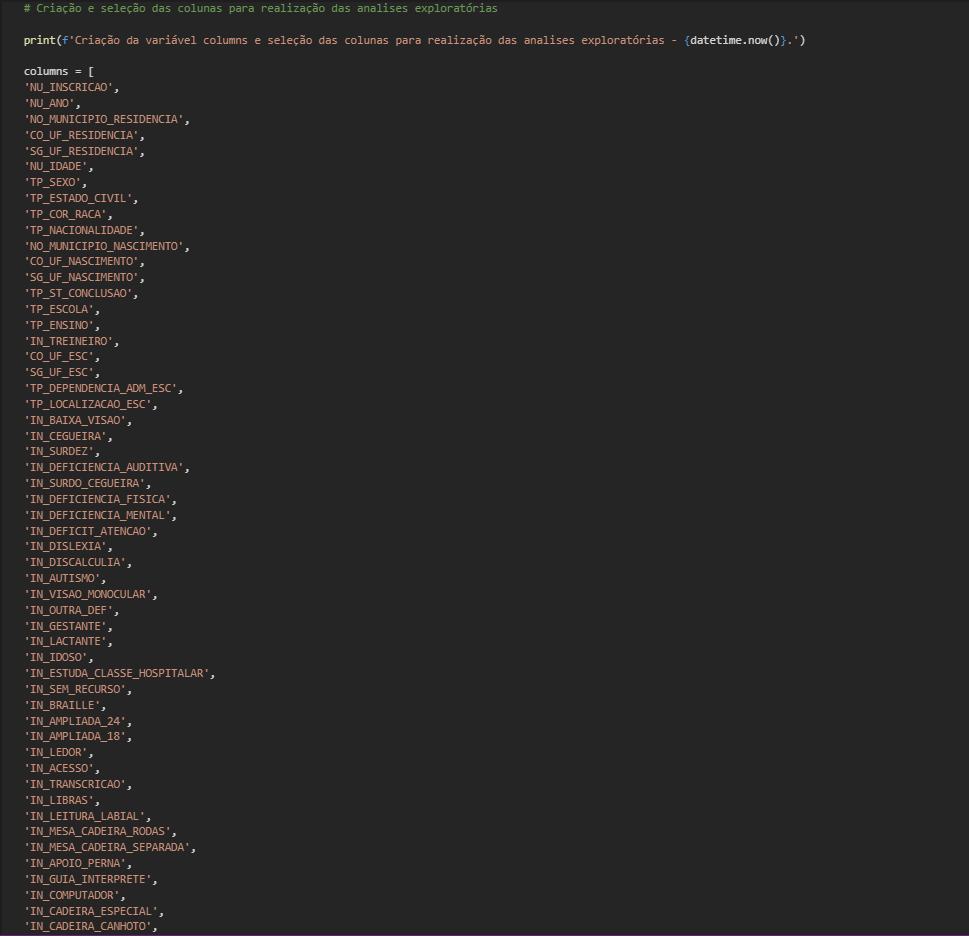 # Criação e seleção das colunas para realização das analises exploratórias
print(f'Criação da variável columns e seleção das colunas para realização das analises exploratórias - {datetime.now()}.')
columns = [
'NU_INSCRICAO',
'NU_ANO',
'NO_MUNICIPIO_RESIDENCIA',
'CO_UF_RESIDENCIA',
'SG_UF_RESIDENCIA',
'NU_IDADE',
'TP_SEXO',
'TP_ESTADO_CIVIL',
'TP_COR_RACA',
'TP_NACIONALIDADE',
'NO_MUNICIPIO_NASCIMENTO',
'CO_UF_NASCIMENTO',
'SG_UF_NASCIMENTO',
'TP_ST_CONCLUSAO',
'TP_ESCOLA',
'TP_ENSINO',
'IN_TREINEIRO',
'CO_UF_ESC',
'SG_UF_ESC',
'TP_DEPENDENCIA_ADM_ESC',
'TP_LOCALIZACAO_ESC',
'IN_BAIXA_VISAO',
'IN_CEGUEIRA',
'IN_SURDEZ',
'IN_DEFICIENCIA_AUDITIVA',
'IN_SURDO_CEGUEIRA',
'IN_DEFICIENCIA_FISICA',
'IN_DEFICIENCIA_MENTAL',
'IN_DEFICIT_ATENCAO',
'IN_DISLEXIA',
'IN_DISCALCULIA',
'IN_AUTISMO',
'IN_VISAO_MONOCULAR',
'IN_OUTRA_DEF',
'IN_GESTANTE',
'IN_LACTANTE',
'IN_IDOSO',
'IN_ESTUDA_CLASSE_HOSPITALAR',
'IN_SEM_RECURSO',
'IN_BRAILLE',
'IN_AMPLIADA_24',
'IN_AMPLIADA_18',
'IN_LEDOR',
'IN_ACESSO',
'IN_TRANSCRICAO',
'IN_LIBRAS',
'IN_LEITURA_LABIAL',
'IN_MESA_CADEIRA_RODAS',
'IN_MESA_CADEIRA_SEPARADA',
'IN_APOIO_PERNA',
'IN_GUIA_INTERPRETE',
'IN_COMPUTADOR',
'IN_CADEIRA_ESPECIAL',
'IN_CADEIRA_CANHOTO',